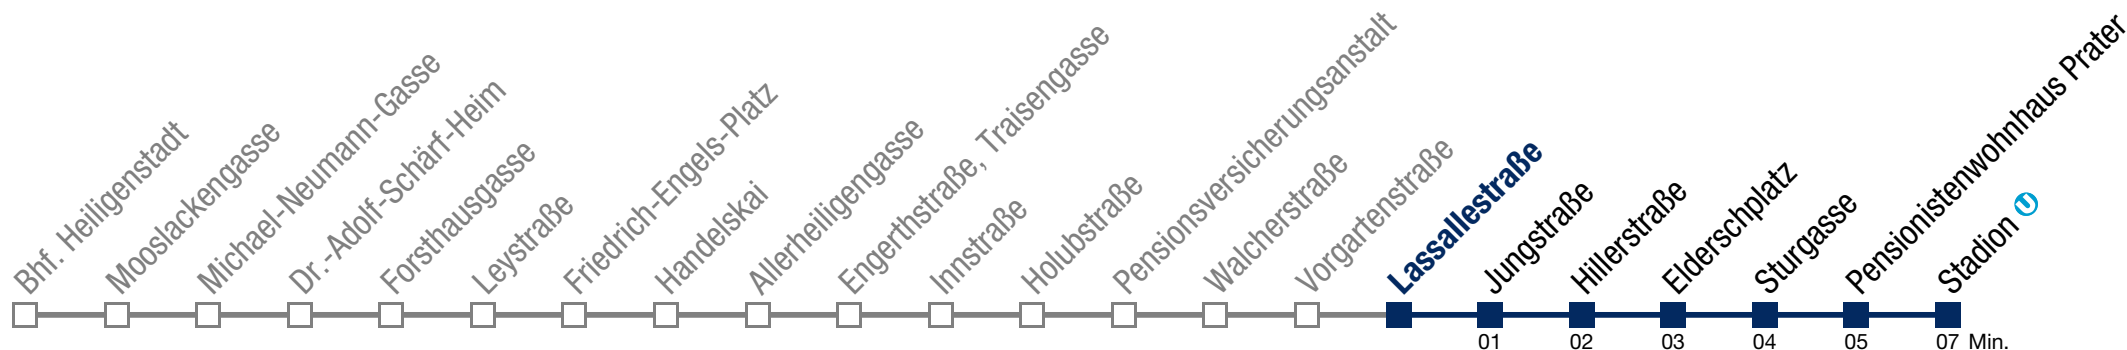 Bhf. Heiligenstadt
Mooslackengasse
Michael-Neumann-Gasse
Dr.-Adolf-Schärf-Heim
Forsthausgasse
Leystraße
Friedrich-Engels-Platz
Handelskai
Allerheiligengasse
Engerthstraße, Traisengasse
Innstraße
Holubstraße
Pensionsversicherungsanstalt
Walcherstraße
Vorgartenstraße
Lassallestraße
Jungstraße
Hillerstraße
Elderschplatz
Sturgasse
Pensionistenwohnhaus Prater
Stadion U
01 02 03 04 05 07 Min.